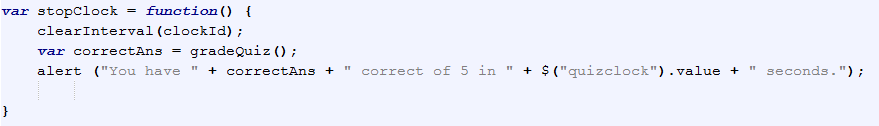 var stopClock = function() {
clearInterval(clockId);
var correctAns = gradeQuiz();
alert ("You have " + correctAns + " correct of 5 in " + $("quizclock").value + " seconds.");
}